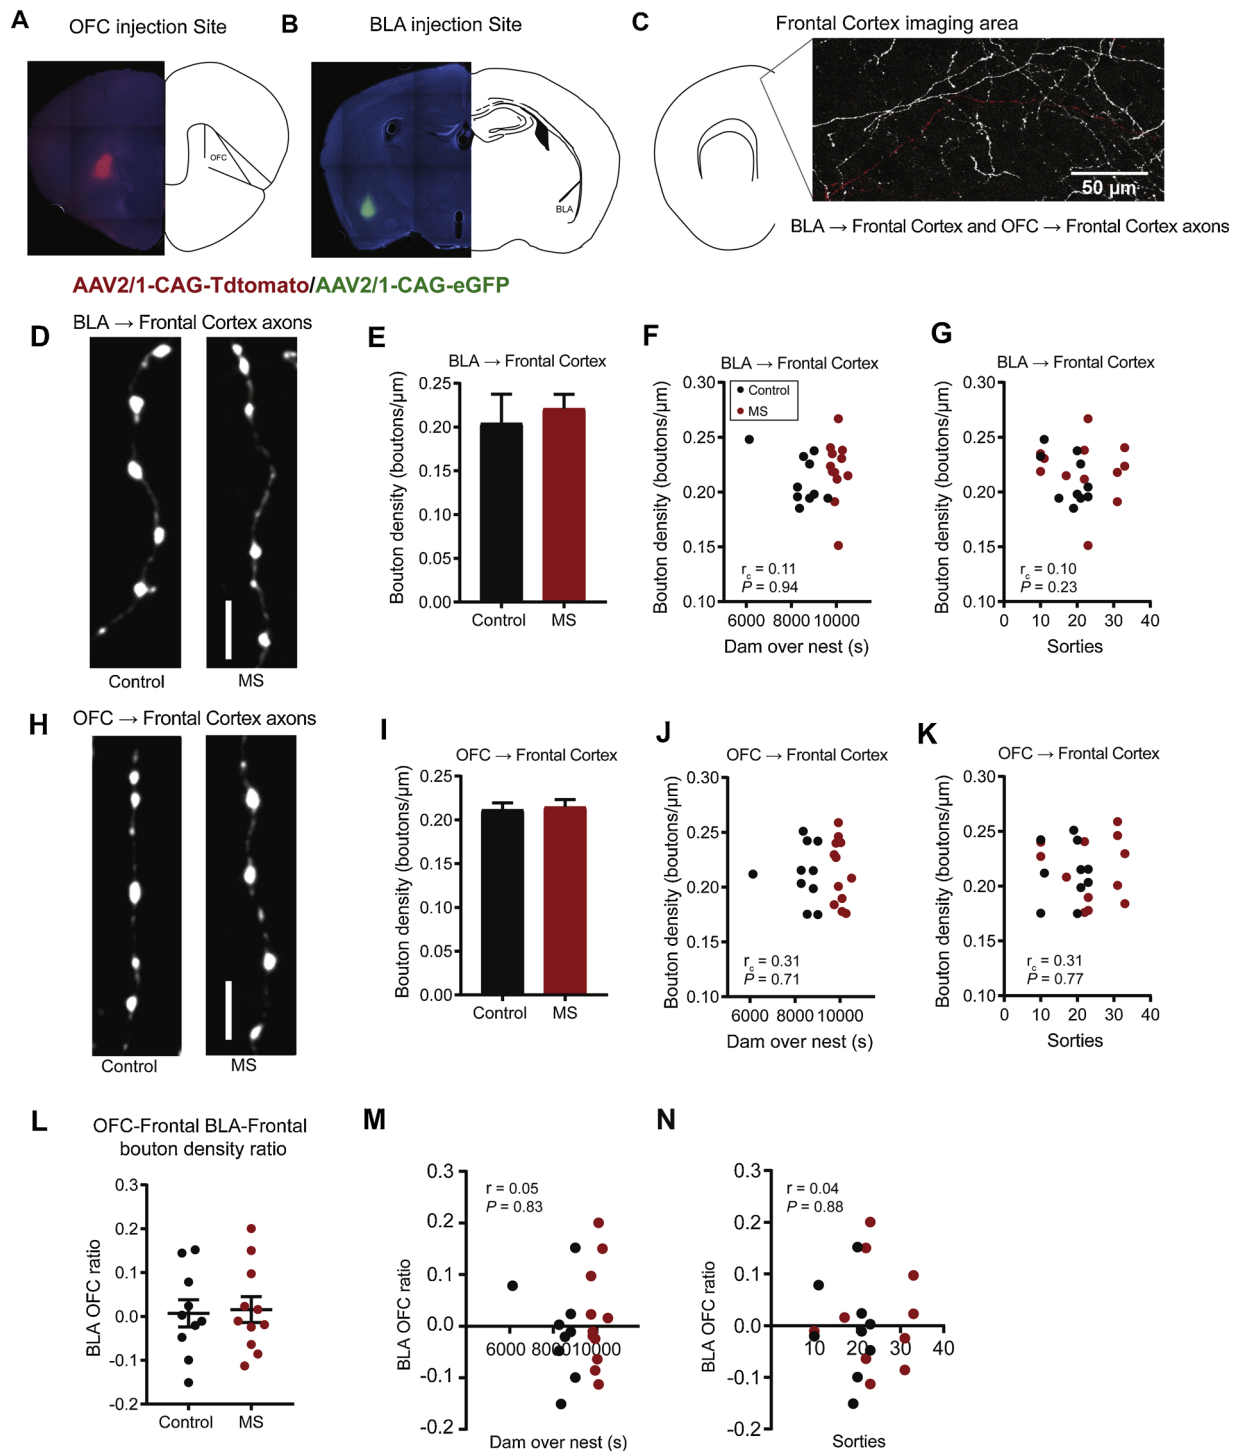 A
OFC injection Site
OFC
B
BLA injection Site
BLA
C
Frontal Cortex imaging area
50 µm
BLA → Frontal Cortex and OFC → Frontal Cortex axons
AAV2/1-CAG-Tdtomato/AAV2/1-CAG-eGFP
D
BLA → Frontal Cortex axons
Control
MS
E
BLA → Frontal Cortex
Bouton density (boutons/µm)
0.25
0.20
0.15
0.10
0.05
0.00
Control
MS
F
BLA → Frontal Cortex
Bouton density (boutons/µm)
0.30
0.25
0.20
0.15
0.10
Control
MS
rc = 0.11
P = 0.94
6000 8000 10000
Dam over nest (s)
G
BLA → Frontal Cortex
Bouton density (boutons/µm)
0.30
0.25
0.20
0.15
0.10
rc = 0.10
P = 0.23
0 10 20 30 40
Sorties
H
OFC → Frontal Cortex axons
Control
MS
I
OFC → Frontal Cortex
Bouton density (boutons/µm)
0.25
0.20
0.15
0.10
0.05
0.00
Control
MS
J
OFC → Frontal Cortex
Bouton density (boutons/µm)
0.30
0.25
0.20
0.15
0.10
rc = 0.31
P = 0.71
6000 8000 10000
Dam over nest (s)
K
OFC → Frontal Cortex
Bouton density (boutons/µm)
0.30
0.25
0.20
0.15
0.10
rc = 0.31
P = 0.77
0 10 20 30 40
Sorties
L
OFC-Frontal BLA-Frontal
bouton density ratio
BLA OFC ratio
0.3
0.2
0.1
0.0
-0.1
-0.2
Control
MS
M
BLA OFC ratio
0.3
0.2
0.1
0.0
-0.1
-0.2
r = 0.05
P = 0.83
6000 8000 10000
Dam over nest (s)
N
BLA OFC ratio
0.3
0.2
0.1
0.0
-0.1
-0.2
r = 0.04
P = 0.88
10 20 30 40
Sorties